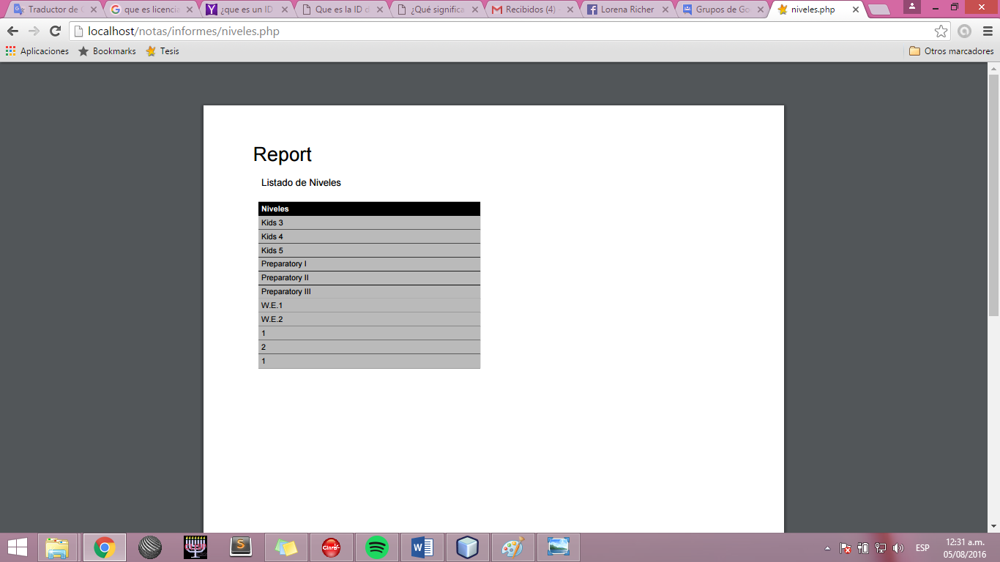 Traductor de G
que es licencie
¿que es un ID
Que es la ID d
¿Qué significa
Recibidos (4) -
Lorena Richer
Grupos de Go
niveles.php
localhost/notas/informes/niveles.php
Aplicaciones
Bookmarks
Tesis
Otros marcadores
Report
Listado de Niveles
Niveles
Kids 3
Kids 4
Kids 5
Preparatory I
Preparatory II
Preparatory III
W.E.1
W.E.2
1
2
1
Cinro
ESP
12:31 a.m.
05/08/2016